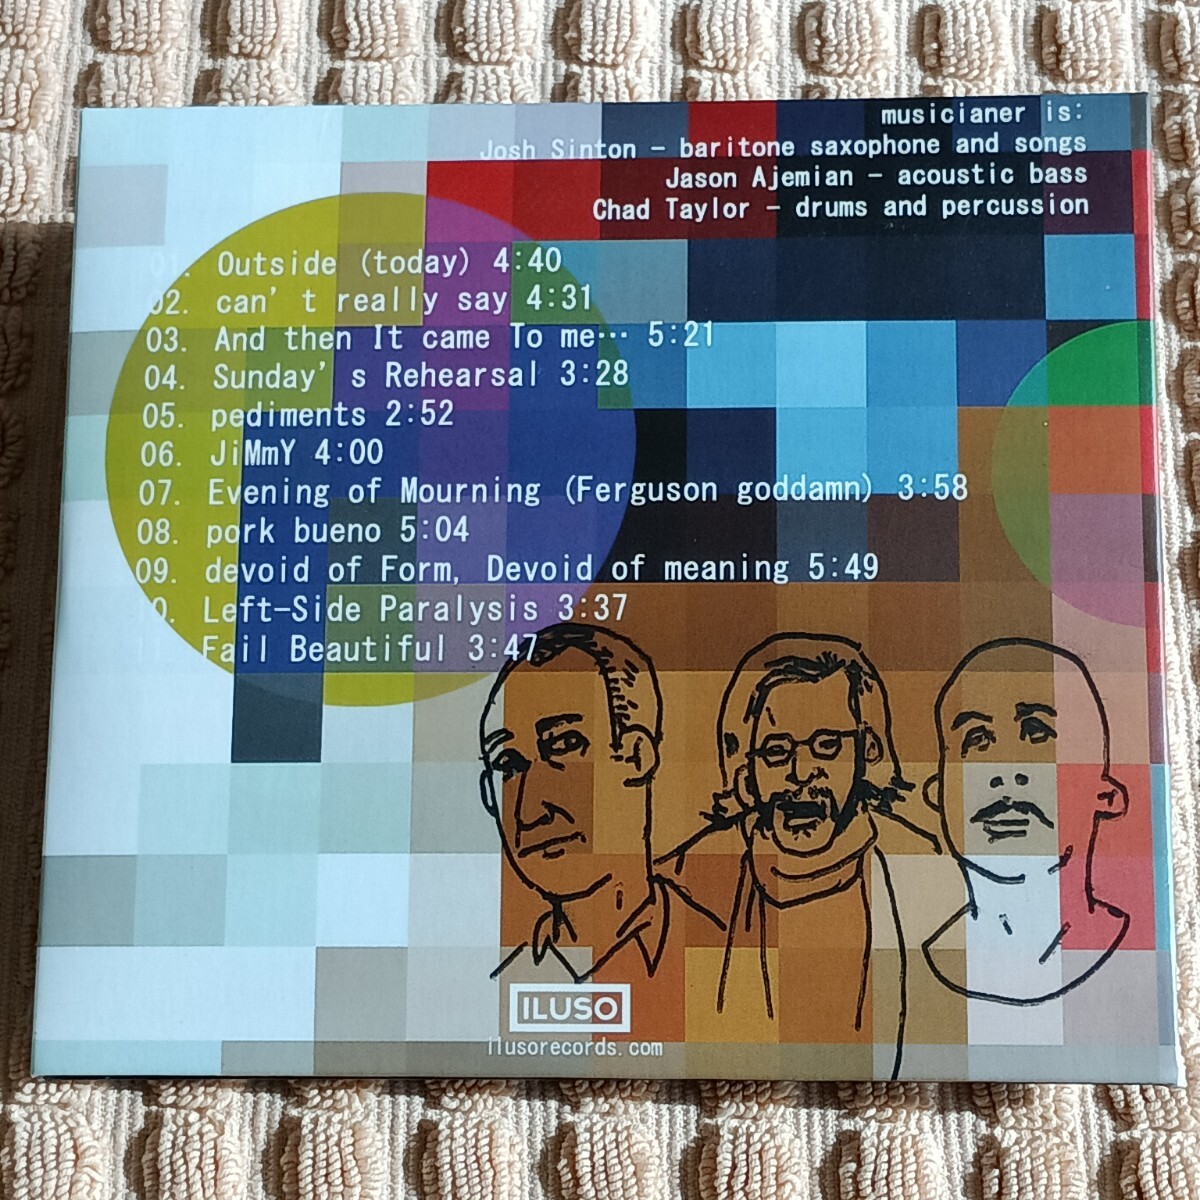 musicianer is:
Josh Sinton - baritone saxophone and songs
Jason Ajemian - acoustic bass
Chad Taylor - drums and percussion
01. Outside (today) 4:40
02. can't really say 4:31
03. And then It came To me… 5:21
04. Sunday's Rehearsal 3:28
05. pediments 2:52
06. JiMmY 4:00
07. Evening of Mourning (Ferguson goddamn) 3:58
08. pork bueno 5:04
09. devoid of Form, Devoid of meaning 5:49
10. Left-Side Paralysis 3:37
Fail Beautiful 3:47
ILUSO
ilusorecords.com